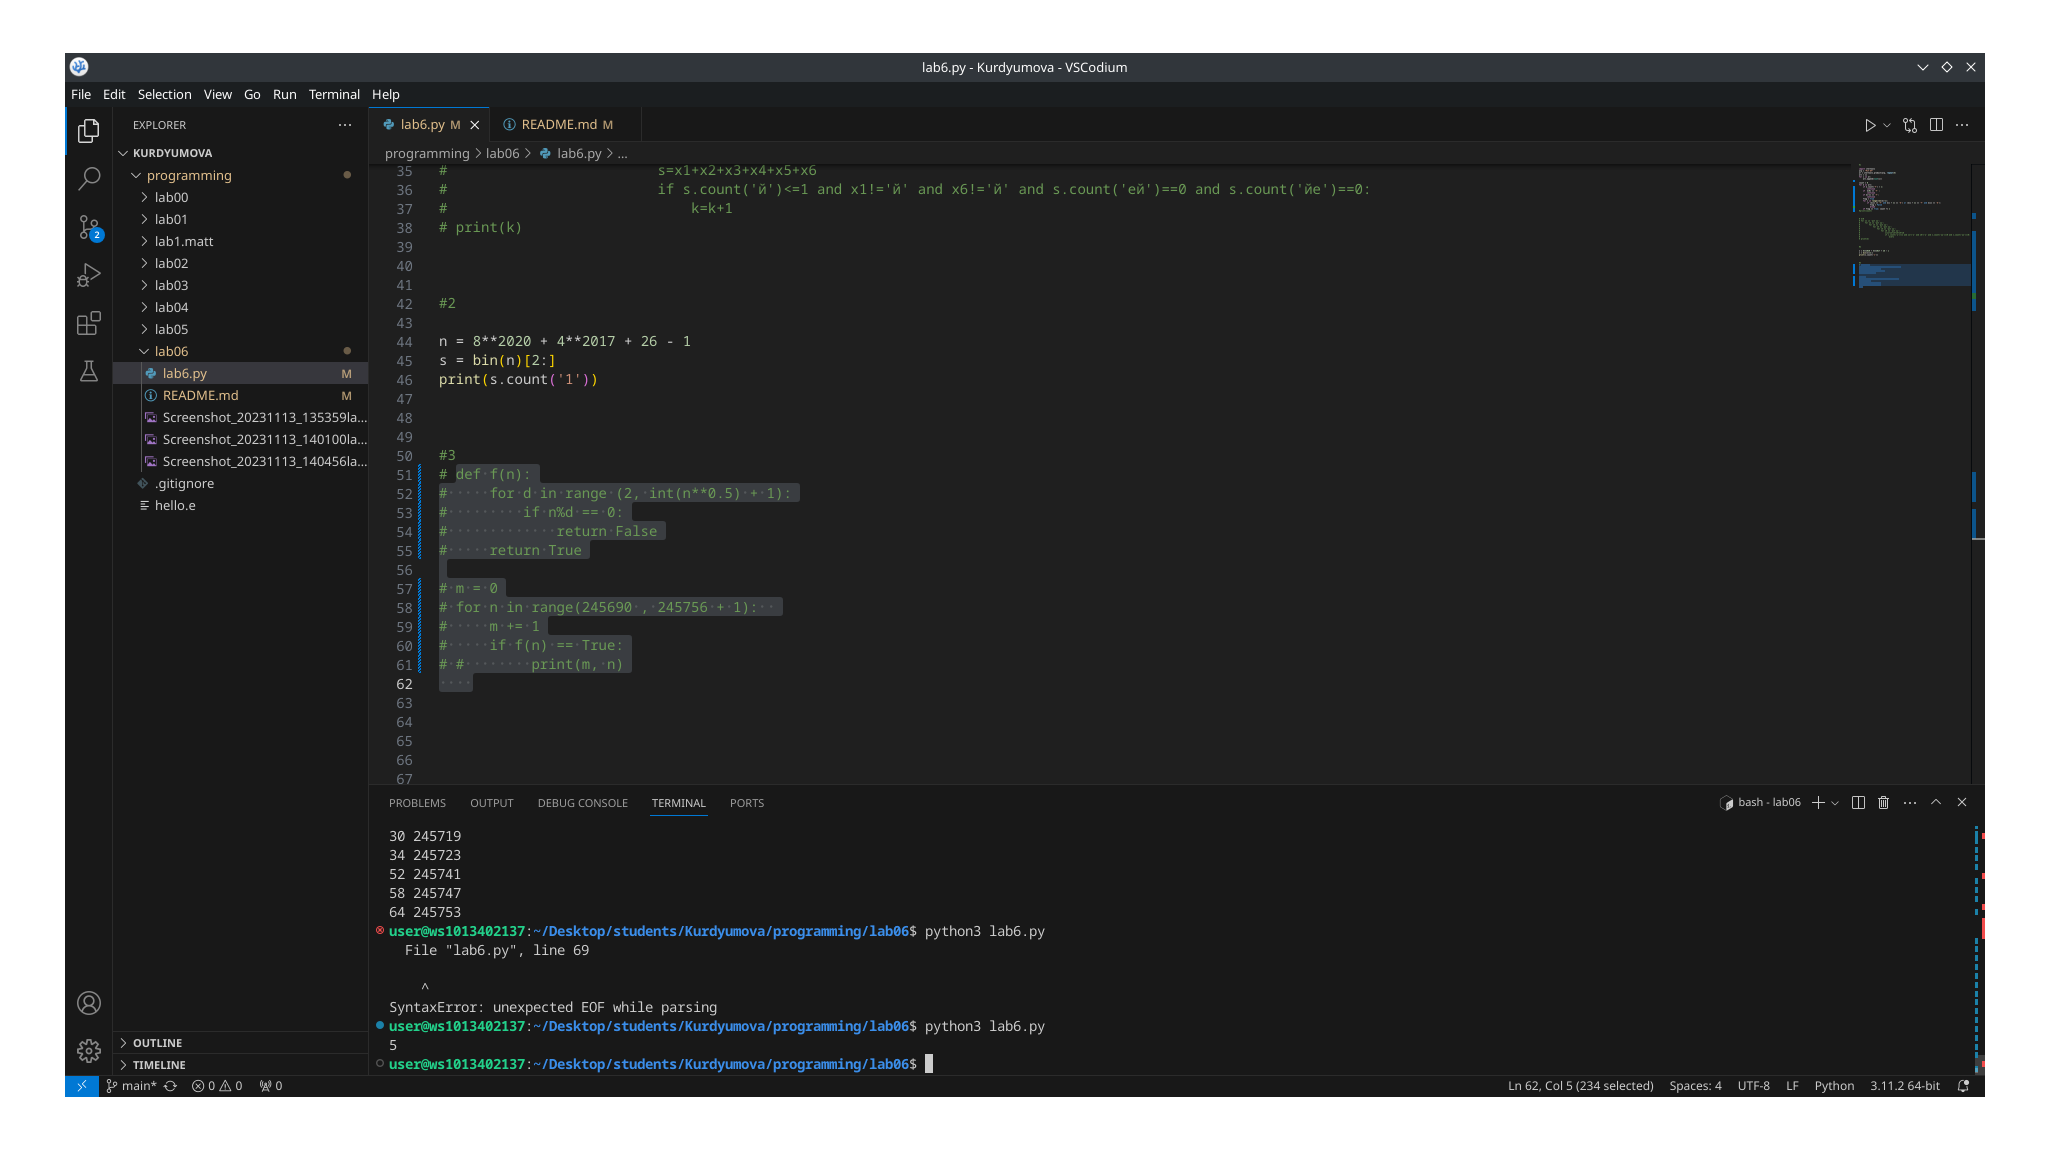 lab6.py - Kurdyumova - VSCodium
File Edit Selection View Go Run Terminal Help
EXPLORER
KURDYUMOVA
programming
lab00
lab01
lab1.matt
lab02
lab03
lab04
lab05
lab06
lab6.py M
README.md M
Screenshot_20231113_135359la...
Screenshot_20231113_140100la...
Screenshot_20231113_140456la...
.gitignore
hello.e
OUTLINE
TIMELINE
2
lab6.py M
README.md M
programming > lab06 > lab6.py > ...
35 # s=x1+x2+x3+x4+x5+x6
36 # if s.count('й')<=1 and x1!='й' and x6!='й' and s.count('ей')==0 and s.count('йе')==0:
37 # k=k+1
38 # print(k)
39
40
41
42 #2
43
44 n = 8**2020 + 4**2017 + 26 - 1
45 s = bin(n)[2:]
46 print(s.count('1'))
47
48
49
50 #3
51 # def f(n):
52 # for d in range (2, int(n**0.5) + 1):
53 # if n%d == 0:
54 # return False
55 # return True
56
57 # m = 0
58 # for n in range(245690 , 245756 + 1):
59 # m += 1
60 # if f(n) == True:
61 # # print(m, n)
62
63
64
65
66
67
PROBLEMS OUTPUT DEBUG CONSOLE TERMINAL PORTS
bash - lab06
30 245719
34 245723
52 245741
58 245747
64 245753
user@ws1013402137:~/Desktop/students/Kurdyumova/programming/lab06$ python3 lab6.py
File "lab6.py", line 69
^
SyntaxError: unexpected EOF while parsing
user@ws1013402137:~/Desktop/students/Kurdyumova/programming/lab06$ python3 lab6.py
5
user@ws1013402137:~/Desktop/students/Kurdyumova/programming/lab06$
main* 0 0 0
Ln 62, Col 5 (234 selected) Spaces: 4 UTF-8 LF Python 3.11.2 64-bit